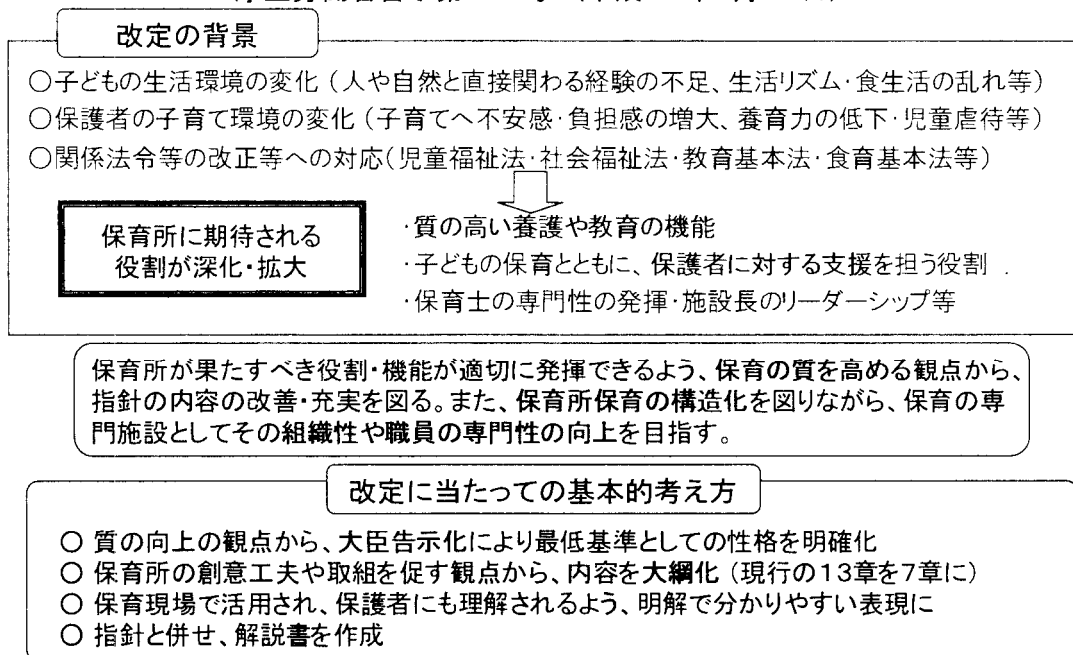 改定の背景
○子どもの生活環境の変化（人や自然と直接関わる経験の不足、生活リズム･食生活の乱れ等）
○保護者の子育て環境の変化（子育てへ不安感･負担感の増大、養育力の低下･児童虐待等）
○関係法令等の改正等への対応（児童福祉法･社会福祉法･教育基本法･食育基本法等）
保育所に期待される
役割が深化･拡大
･質の高い養護や教育の機能
･子どもの保育とともに、保護者に対する支援を担う役割
･保育士の専門性の発揮･施設長のリーダーシップ等
保育所が果たすべき役割･機能が適切に発揮できるよう、保育の質を高める観点から、
指針の内容の改善･充実を図る。また、保育所保育の構造化を図りながら、保育の専
門施設としてその組織性や職員の専門性の向上を目指す。
改定に当たっての基本的考え方
○ 質の向上の観点から、大臣告示化により最低基準としての性格を明確化
○ 保育所の創意工夫や取組を促す観点から、内容を大綱化（現行の13章を7章に）
○ 保育現場で活用され、保護者にも理解されるよう、明解で分かりやすい表現に
○ 指針と併せ、解説書を作成